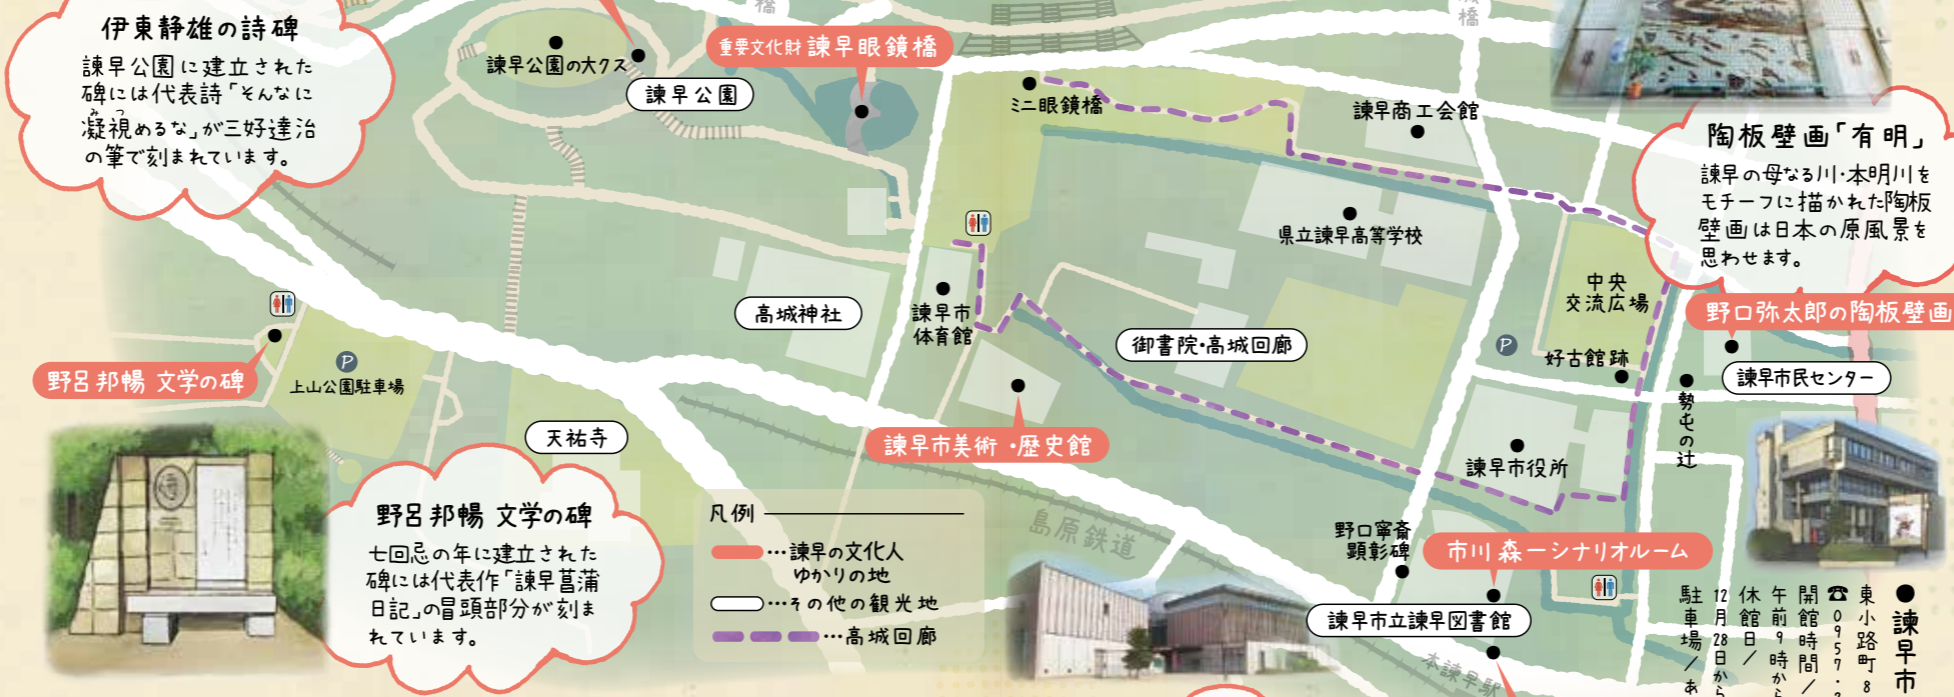 伊東静雄の詩碑
諫早公園に建立された
碑には代表詩「そんなに
凝視めるな」が三好達治
の筆で刻まれています。
みつ
諫早公園の大クス
諫早公園
重要文化財 諫早眼鏡橋
橋
橋
ミニ眼鏡橋
諫早商工会館
県立諫早高等学校
陶板壁画「有明」
諫早の母なる川・本明川を
モチーフに描かれた陶板
壁画は日本の原風景を
思わせます。
中央
交流広場
野口弥太郎の陶板壁画
諫早市民センター
好古館跡
勢屯の辻
P
高城神社
諫早市
体育館
御書院・高城回廊
諫早市美術・歴史館
諫早市役所
野呂邦暢 文学の碑
P
上山公園駐車場
天祐寺
野呂邦暢 文学の碑
七回忌の年に建立された
碑には代表作「諫早菖蒲
日記」の冒頭部分が刻ま
れています。
凡例
…諫早の文化人
ゆかりの地
…その他の観光地
…高城回廊
島原鉄道
野口寧斎
顕彰碑
市川森一シナリオルーム
諫早市立諫早図書館
本諫早駅
●諫早市
東小路町8
☎0957・2
開館時間/
午前9時から
休館日/
12月28日から
駐車場/あ